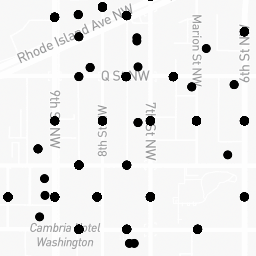 Rhode Island Ave NW
Marion St NW
N 6th St NW
Q St NW
9th St NW
8th St NW
7th St NW
Cambria Hotel
Washington